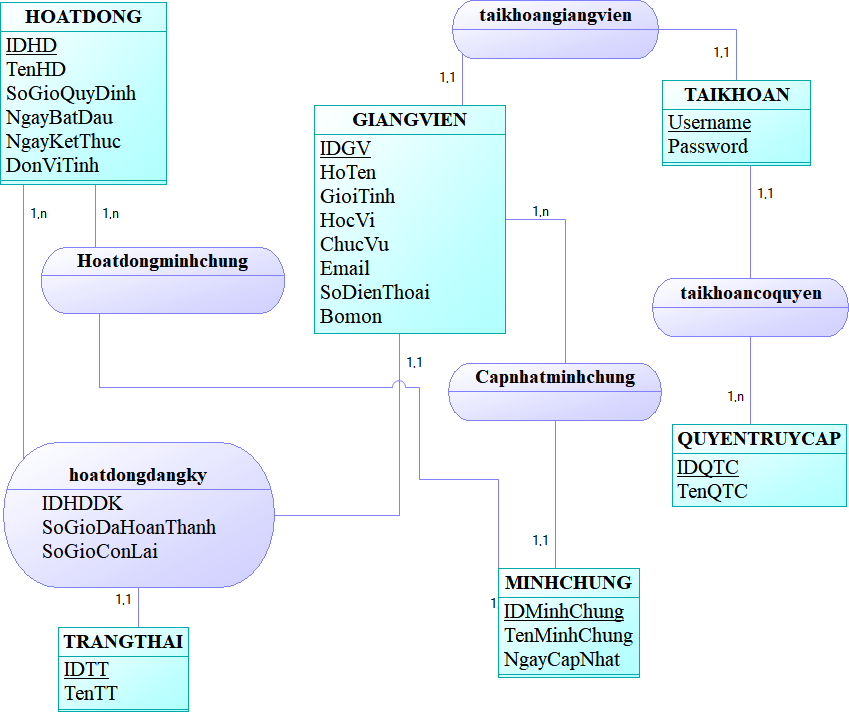 HOATDONG
IDHD
TenHD
SoGioQuyDinh
NgayBatDau
NgayKetThuc
DonViTinh
taikhoangiangvien
1,1
1,1
TAIKHOAN
Username
Password
GIANGVIEN
IDGV
HoTen
GioiTinh
HocVi
ChucVu
Email
SoDienThoai
Bomon
1,n
1,n
1,n
1,1
Hoatdongminhchung
taikhoancoquyen
1,1
Capnhatminhchung
1,n
QUYENTRUYCAP
IDQTC
TenQTC
hoatdongdangky
IDHDDK
SoGioDaHoanThanh
SoGioConLai
1,1
1,1
1
MINHCHUNG
IDMinhChung
TenMinhChung
NgayCapNhat
TRANGTHAI
IDTT
TenTT